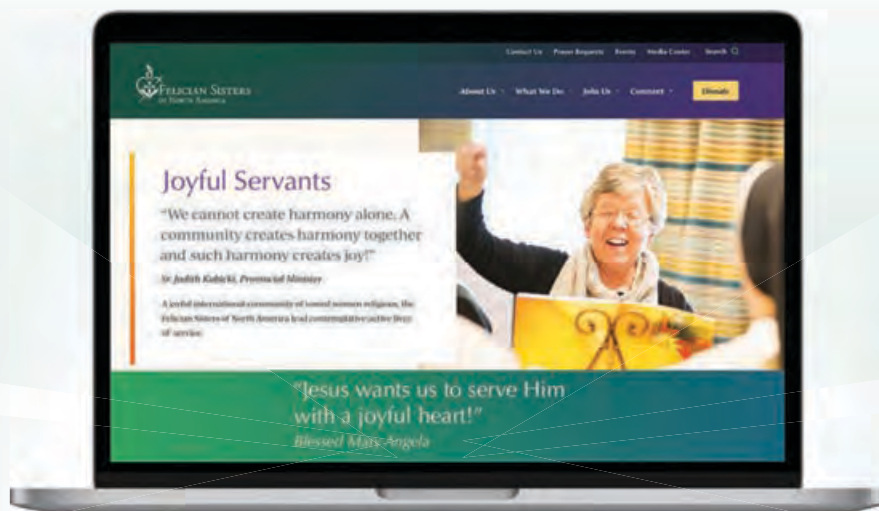 Contact Us Prayer Requests Events Media Center Search
FELICIAN SISTERS
OF NORTH AMERICA
About Us What We Do Join Us Connect Donate
Joyful Servants
"We cannot create harmony alone. A
community creates harmony together
and such harmony creates joy!"
Sr. Judith Kubicki, Provincial Minister
A joyful international community of vowed women religious, the
Felician Sisters of North America lead contemplative-active lives
of service.
"Jesus wants us to serve Him
with a joyful heart!"
Blessed Mary Angela